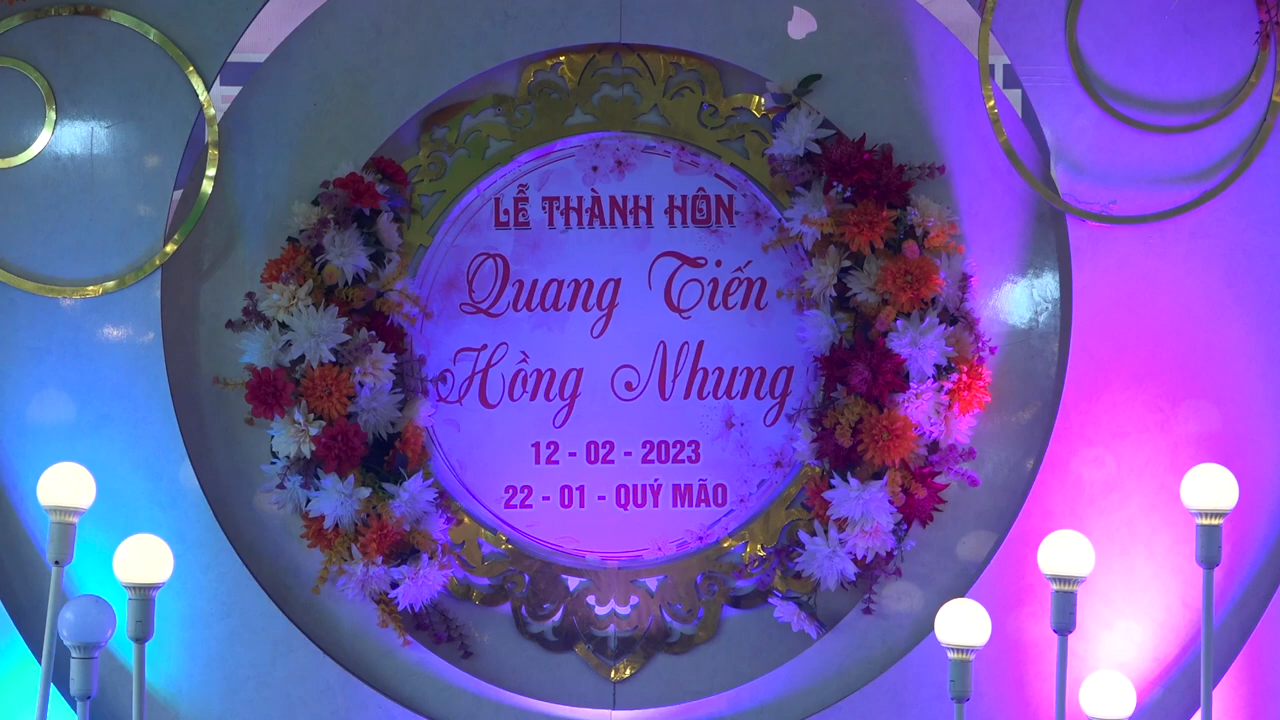 LỄ THÀNH HÔN
Quang Tiến
Hồng Nhung
12 - 02 - 2023
22 - 01 - QUÝ MÃO